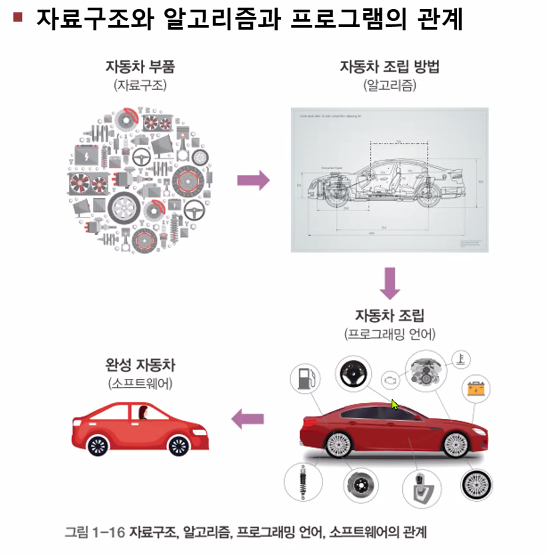 자료구조와 알고리즘과 프로그램의 관계
자동차 부품
(자료구조)
자동차 조립 방법
(알고리즘)
자동차 조립
(프로그래밍 언어)
완성 자동차
(소프트웨어)
그림 1-16 자료구조, 알고리즘, 프로그래밍 언어, 소프트웨어의 관계